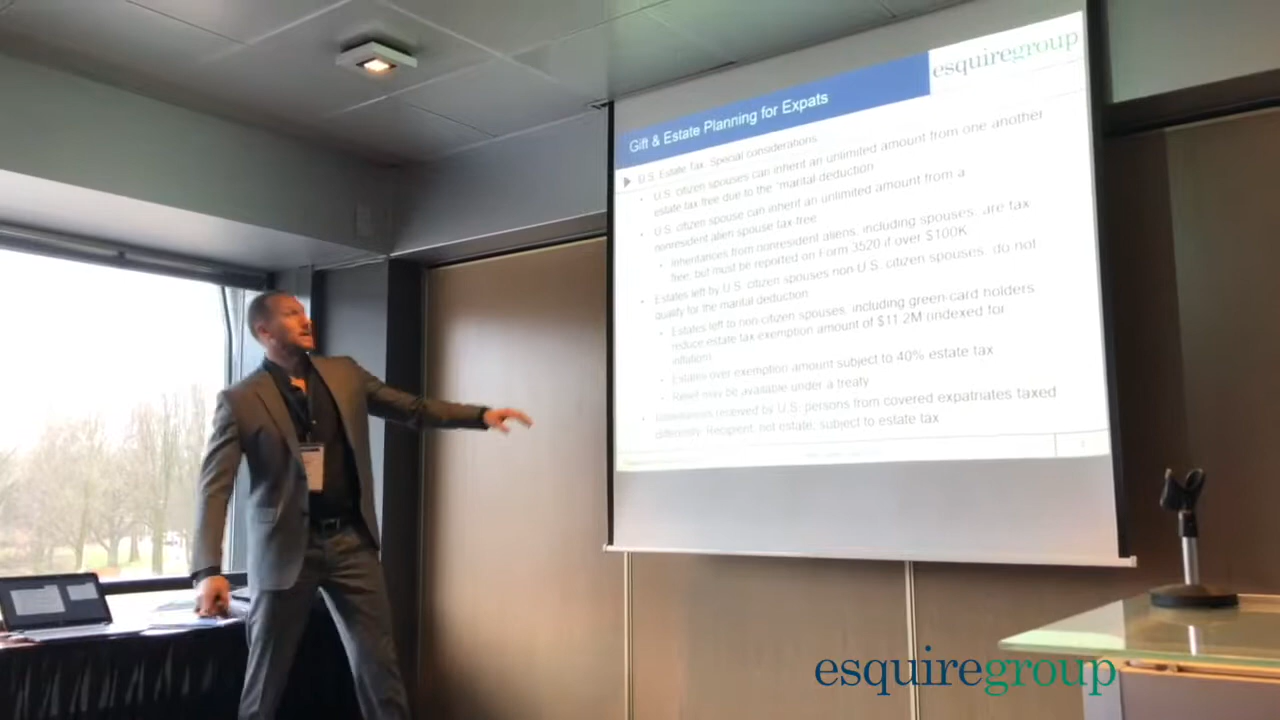 esquiregroup
Gift & Estate Planning for Expats
U.S. Estate Tax: Special considerations
U.S. citizen spouses can inherit an unlimited amount from one another
estate tax-free due to the "marital deduction
U.S. citizen spouse can inherit an unlimited amount from a
nonresident alien spouse tax-free
Inheritances from nonresident aliens, including spouses, are tax
free, but must be reported on Form 3520 if over $100K
Estates left by U.S. citizen spouses non U.S. citizen spouses, do not
qualify for the marital deduction
Estates left to non-citizen spouses, including green-card holders
reduce estate tax exemption amount of $11.2M (indexed for
inflation)
Estates over exemption amount subject to 40% estate tax
Relief may be available under a treaty
received by U.S. persons from covered expatriates taxed
differently. Recipient, not estate, subject to estate tax
esquiregroup